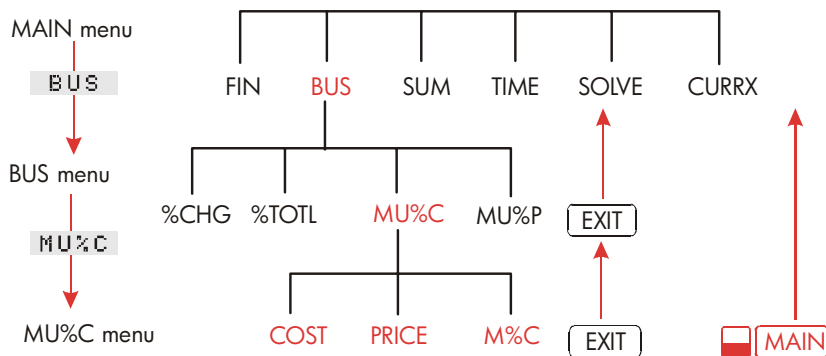 MAIN menu
BUS
FIN BUS SUM TIME SOLVE CURRX
BUS menu
%CHG %TOTL MU%C MU%P EXIT
MU%C
MU%C menu
COST PRICE M%C EXIT MAIN